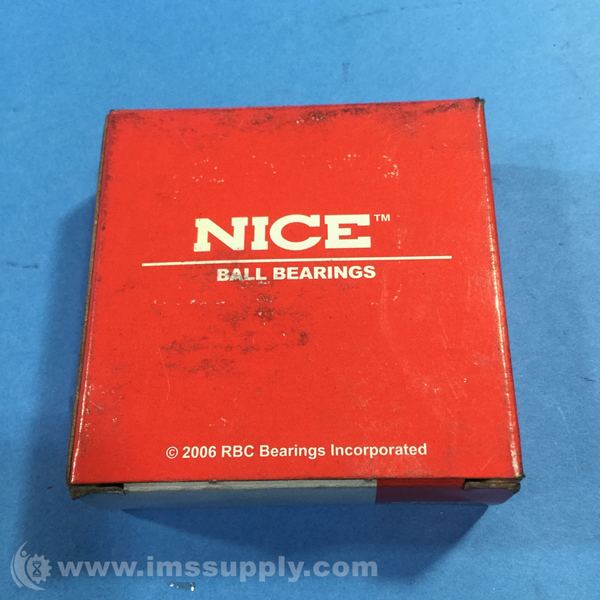 NICE™
BALL BEARINGS
© 2006 RBC Bearings Incorporated
www.imssupply.com